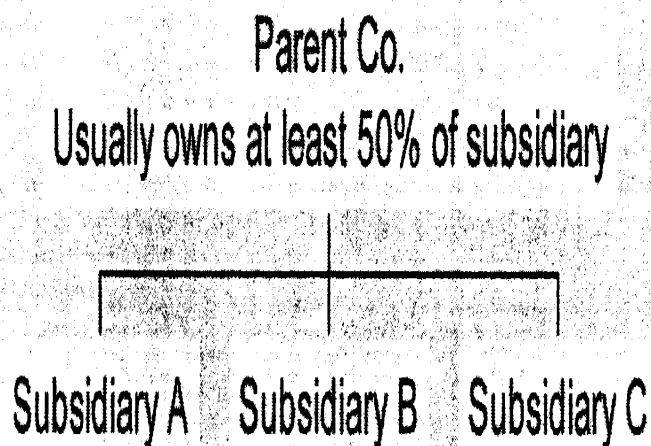 Parent Co.
Usually owns at least 50% of subsidiary
Subsidiary A Subsidiary B Subsidiary C